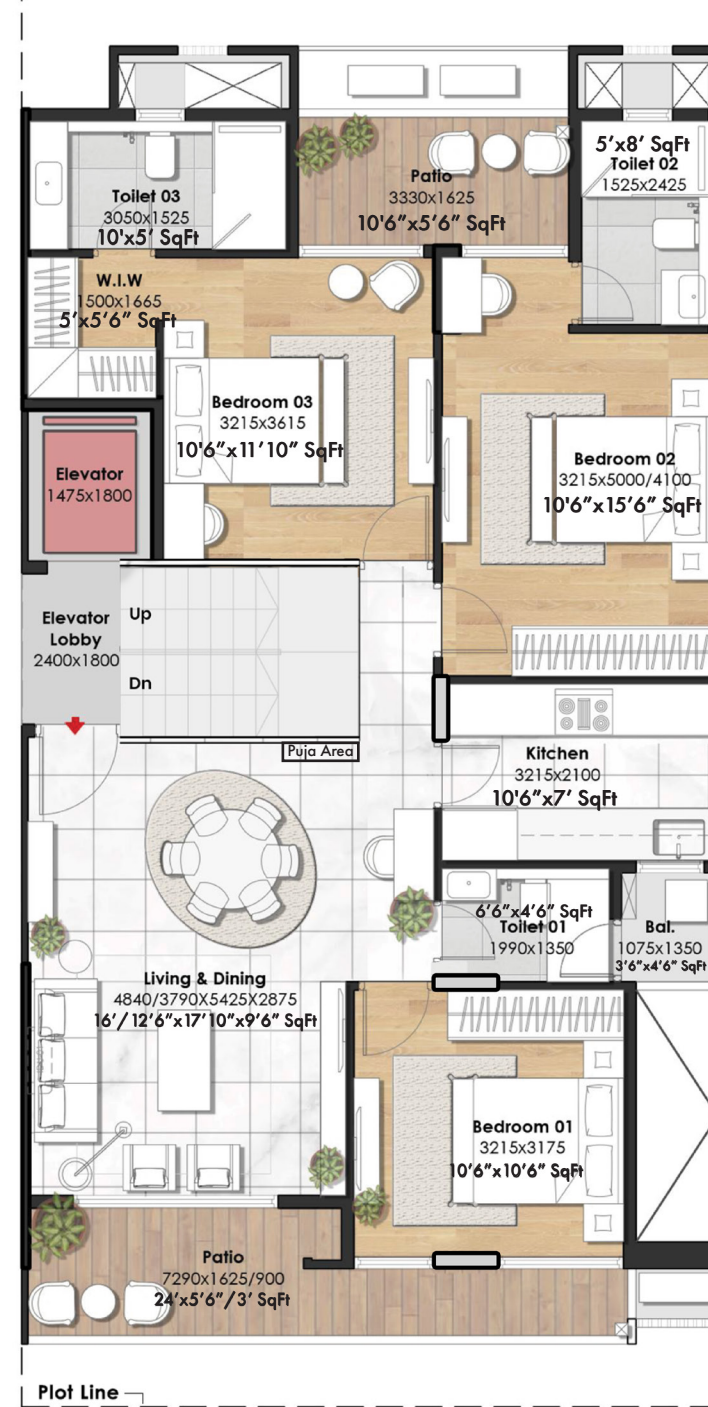 5'x8' SqFt
Toilet 02
1525x2425
Patio
3330x1625
10'6"x5'6" SqFt
Toilet 03
3050x1525
10'x5' SqFt
W.I.W
1500x1665
5'x5'6" SqFt
Bedroom 03
3215x3615
10'6"x11'10" SqFt
Elevator
1475x1800
Bedroom 02
3215x5000/4100
10'6"x15'6" SqFt
Elevator
Lobby
2400x1800
Up
Dn
Puja Area
Kitchen
3215x2100
10'6"x7' SqFt
6'6"x4'6" SqFt
Toilet 01
1990x1350
Bal.
1075x1350
3'6"x4'6" SqFt
Living & Dining
4840/3790X5425X2875
16'/12'6"x17'10"x9'6" SqFt
Bedroom 01
3215x3175
10'6"x10'6" SqFt
Patio
7290x1625/900
24'x5'6"/3' SqFt
Plot Line